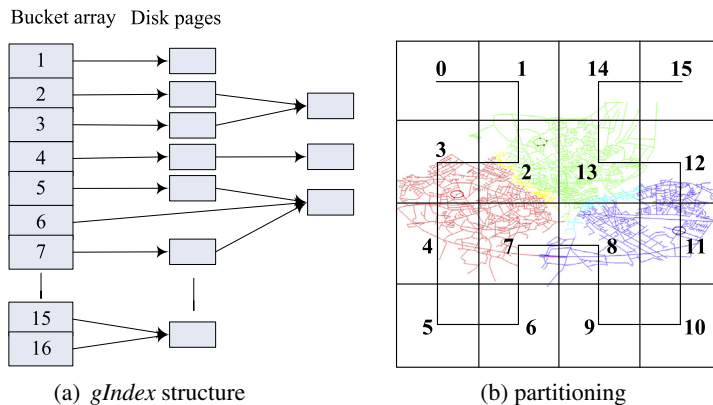 Bucket array Disk pages
1
2
3
4
5
6
7
15
16
(a) gIndex structure
0 1 14 15
3 2 13 12
4 7 8 11
5 6 9 10
(b) partitioning